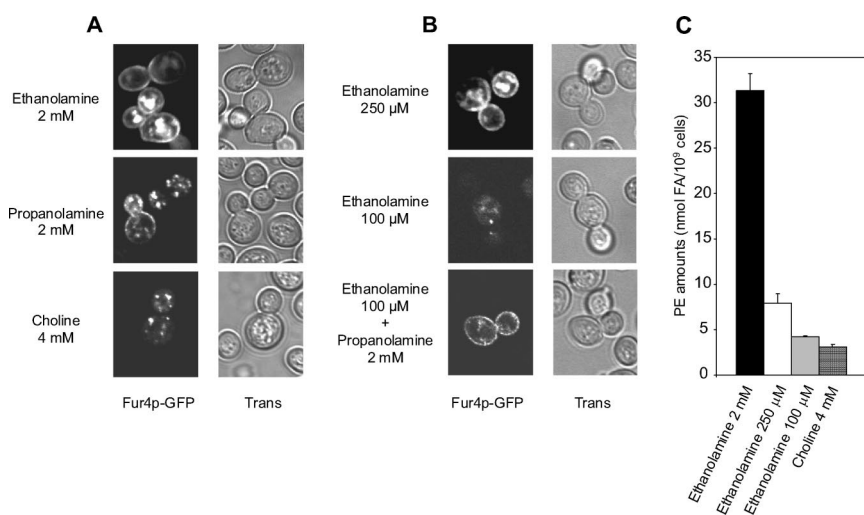 A
Ethanolamine
2 mM
Propanolamine
2 mM
Choline
4 mM
Fur4p-GFP
Trans
B
Ethanolamine
250 µM
Ethanolamine
100 µM
Ethanolamine
100 µM
+
Propanolamine
2 mM
Fur4p-GFP
Trans
C
PE amounts (nmol FA/10⁹ cells)
35
30
25
20
15
10
5
0
Ethanolamine 2 mM
Ethanolamine 250 µM
Ethanolamine 100 µM
Choline 4 mM